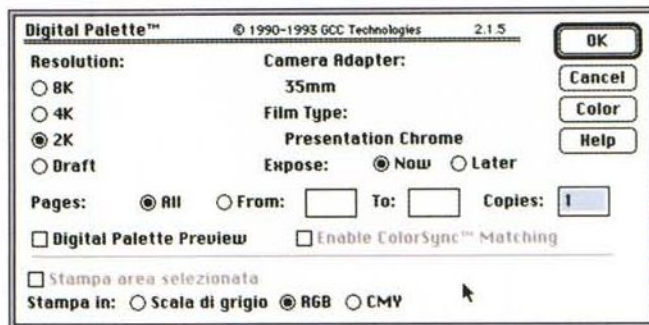 Digital Palette™ © 1990-1993 GCC Technologies 2.1.5
OK
Resolution: Camera Adapter:
Cancel
8K 35mm
Color
4K Film Type:
2K Presentation Chrome
Help
Draft Expose: Now Later
Pages: All From: To: Copies: 1
Digital Palette Preview Enable ColorSync™ Matching
Stampa area selezionata
Stampa in: Scala di grigio RGB CMY